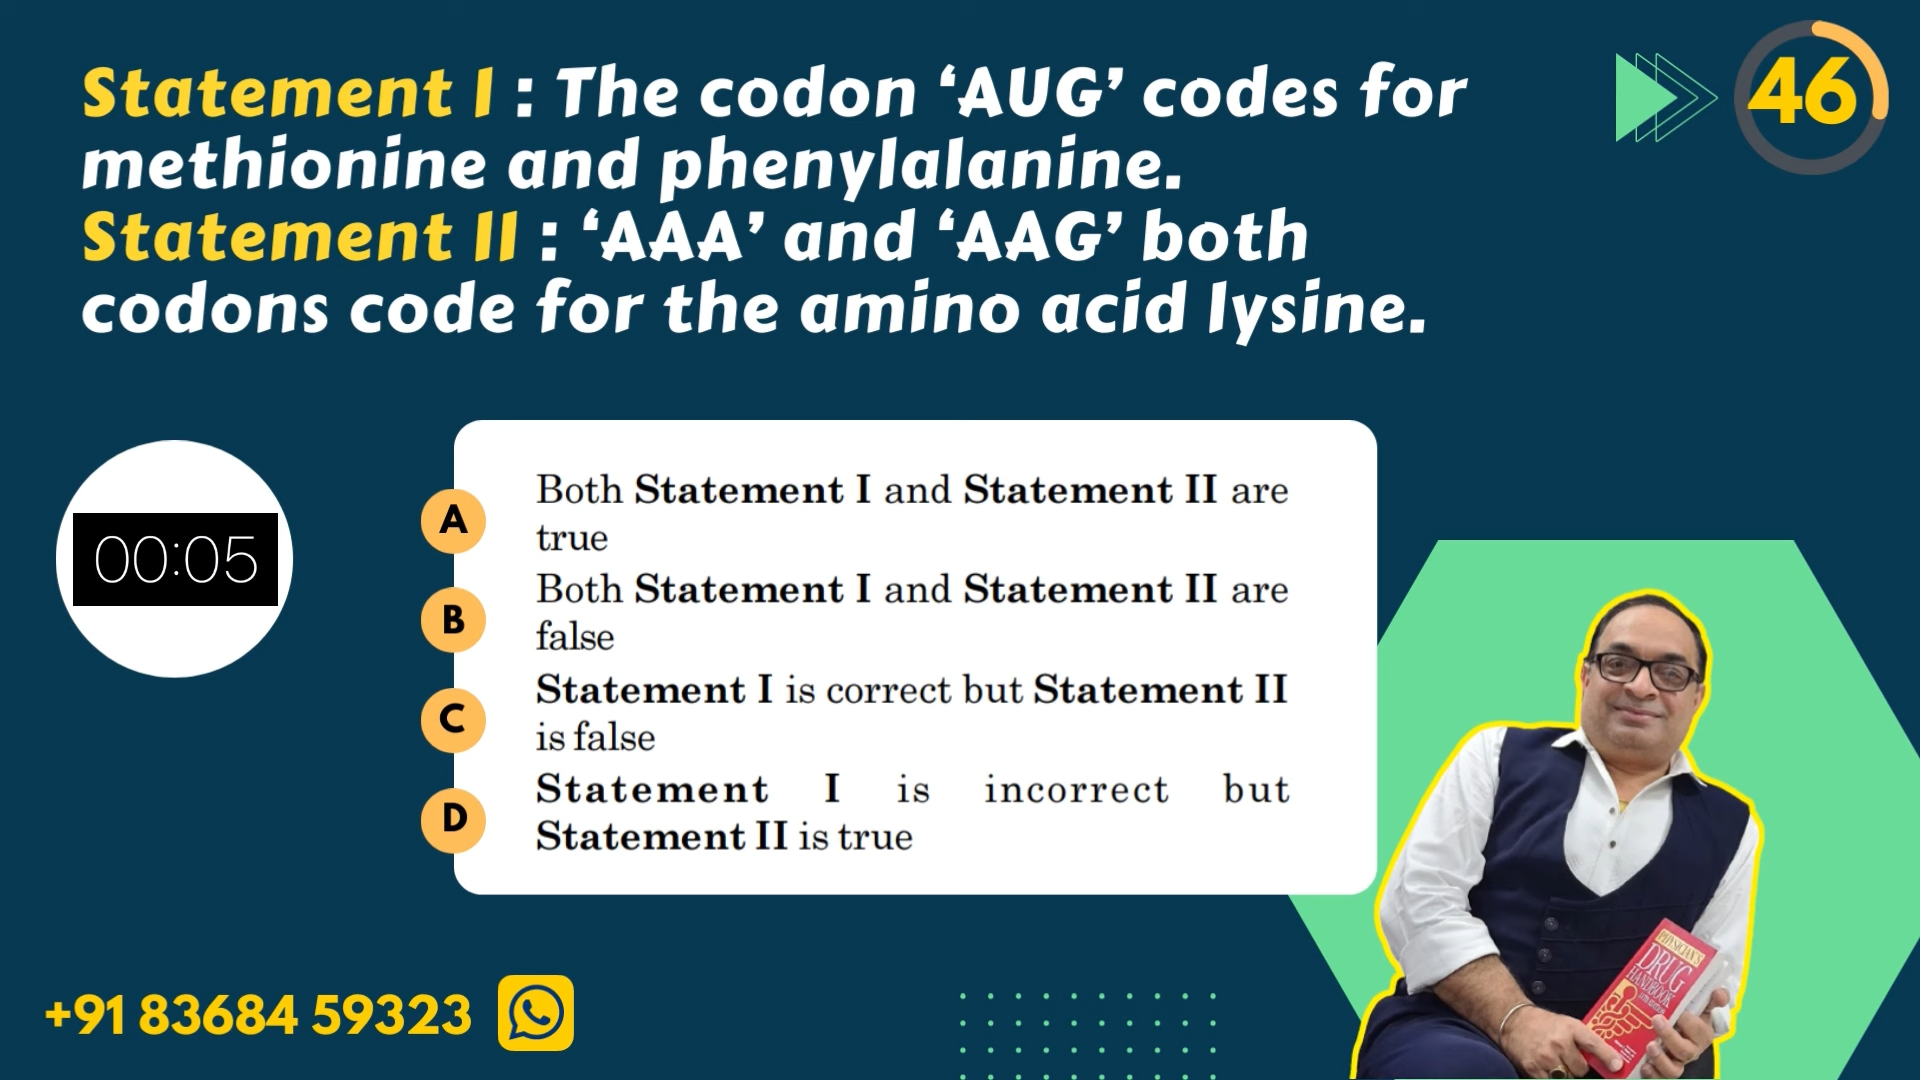 Statement I : The codon ‘AUG’ codes for
methionine and phenylalanine.
Statement II : ‘AAA’ and ‘AAG’ both
codons code for the amino acid lysine.
46
00:05
A
Both Statement I and Statement II are
true
B
Both Statement I and Statement II are
false
C
Statement I is correct but Statement II
is false
D
Statement I is incorrect but
Statement II is true
+91 83684 59323
PHYSICIAN'S
DRUG
HANDBOOK